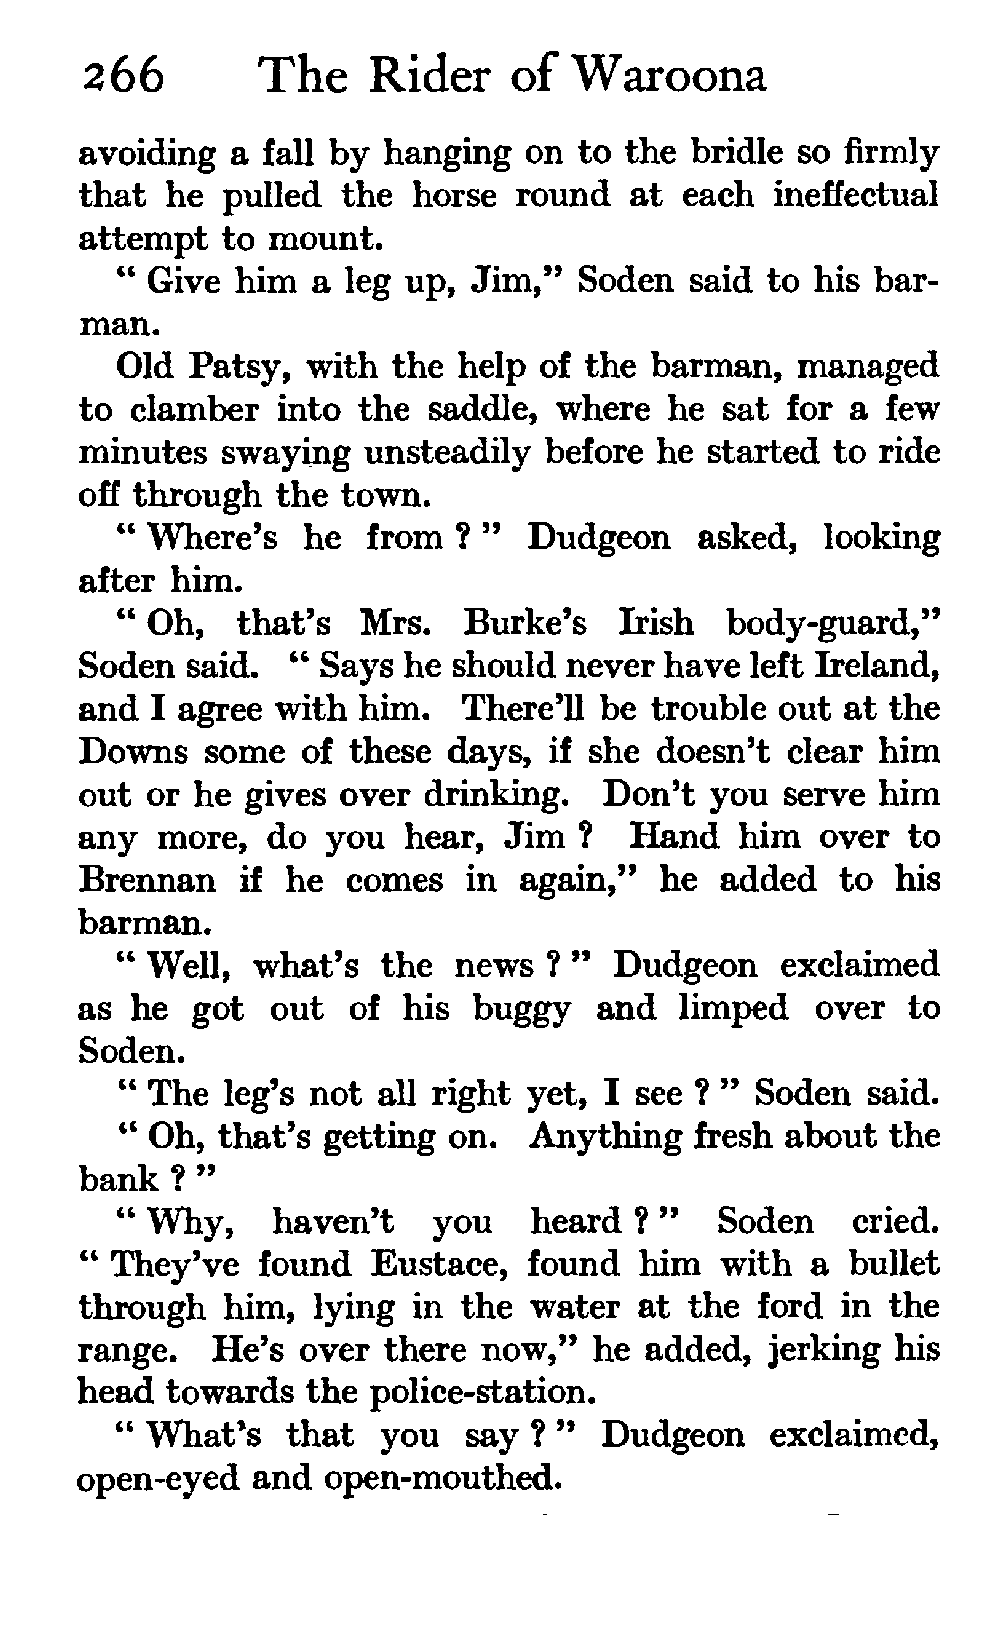 266 The Rider of Waroona
avoiding a fall by hanging on to the bridle so firmly
that he pulled the horse round at each ineffectual
attempt to mount.
“ Give him a leg up, Jim,” Soden said to his bar-
man.
Old Patsy, with the help of the barman, managed
to clamber into the saddle, where he sat for a few
minutes swaying unsteadily before he started to ride
off through the town.
“ Where’s he from ? ” Dudgeon asked, looking
after him.
“ Oh, that’s Mrs. Burke’s Irish body-guard,”
Soden said. “ Says he should never have left Ireland,
and I agree with him. There’ll be trouble out at the
Downs some of these days, if she doesn’t clear him
out or he gives over drinking. Don’t you serve him
any more, do you hear, Jim ? Hand him over to
Brennan if he comes in again,” he added to his
barman.
“ Well, what’s the news ? ” Dudgeon exclaimed
as he got out of his buggy and limped over to
Soden.
“ The leg’s not all right yet, I see ? ” Soden said.
“ Oh, that’s getting on. Anything fresh about the
bank ? ”
“ Why, haven’t you heard ? ” Soden cried.
“ They’ve found Eustace, found him with a bullet
through him, lying in the water at the ford in the
range. He’s over there now,” he added, jerking his
head towards the police-station.
“ What’s that you say ? ” Dudgeon exclaimed,
open-eyed and open-mouthed.